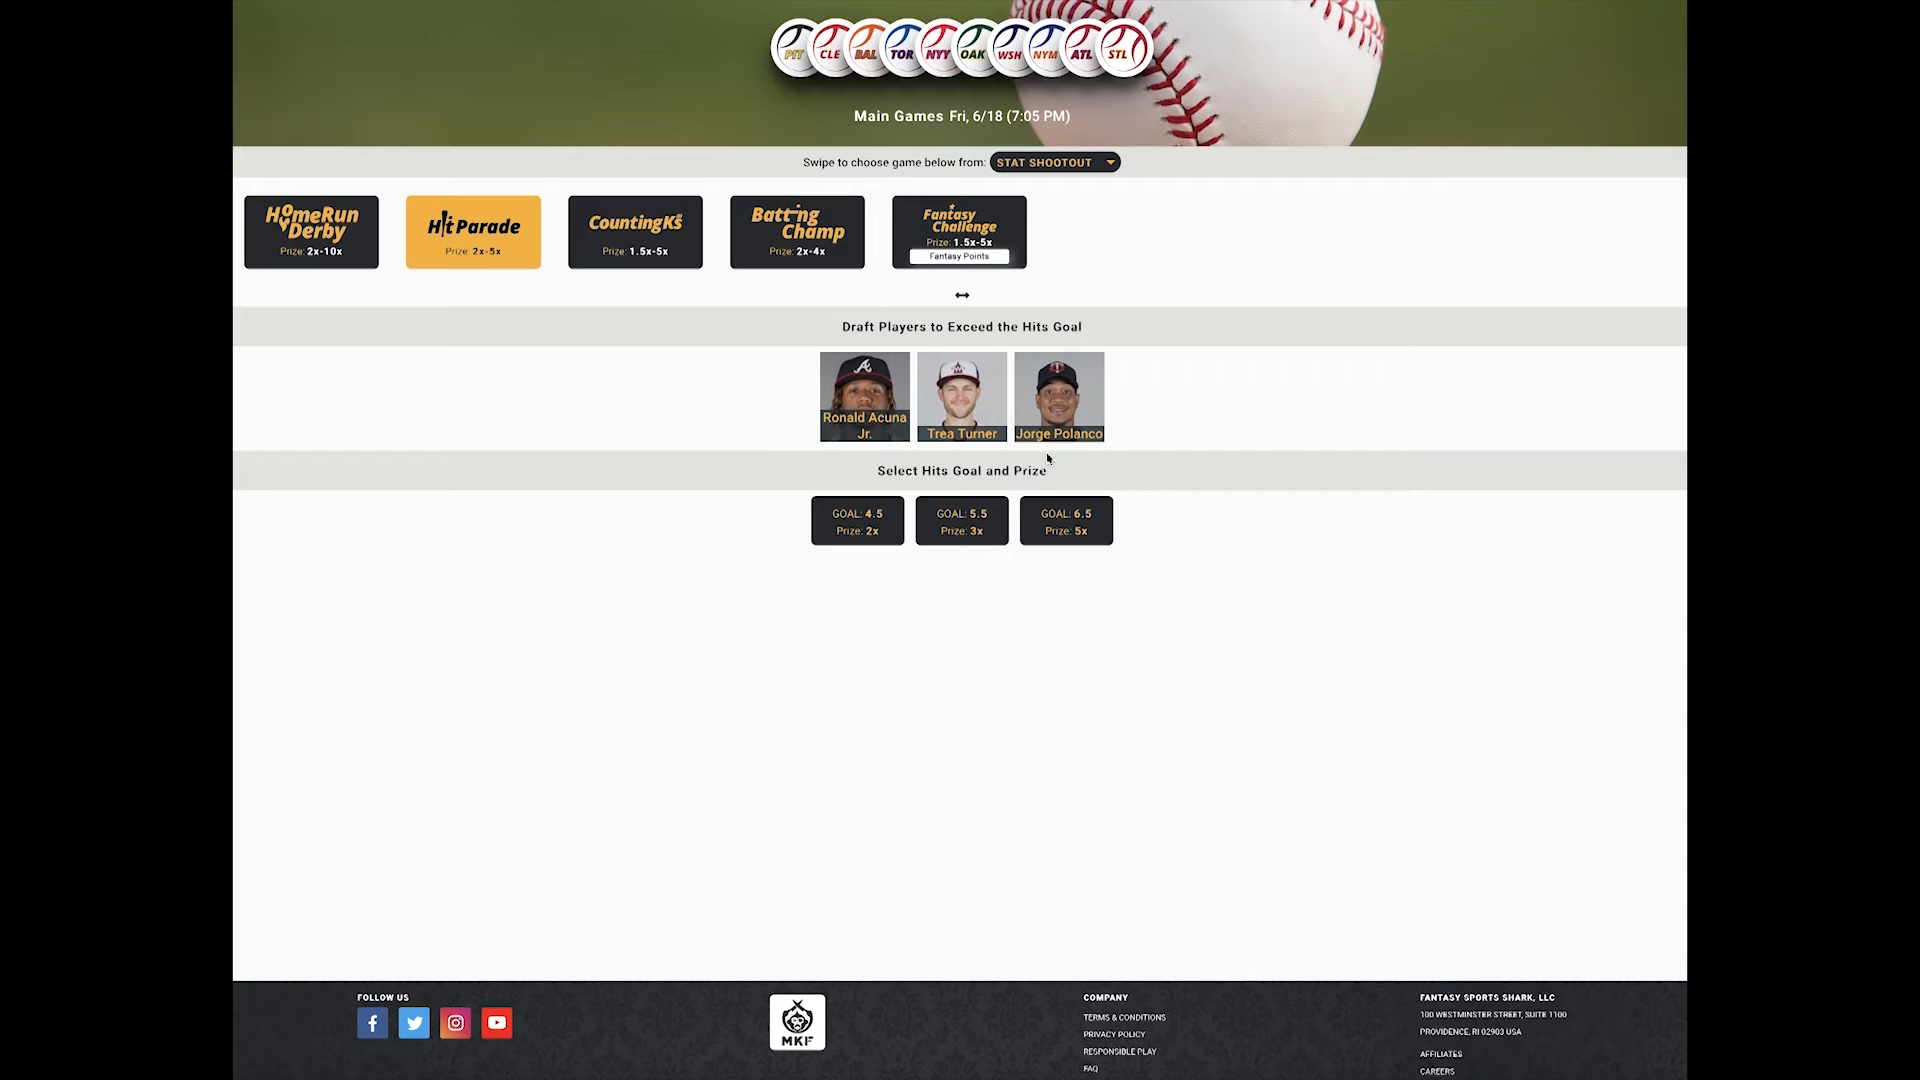 PIT CLE BAL TOR NYY OAK WSH NYM ATL STL
Main Games Fri, 6/18 (7:05 PM)
Swipe to choose game below from: STAT SHOOTOUT
HomeRun Derby
Prize: 2x-10x
Hit Parade
Prize: 2x-5x
CountingKs
Prize: 1.5x-5x
Batting Champ
Prize: 2x-4x
Fantasy Challenge
Prize: 1.5x-5x
Fantasy Points
Draft Players to Exceed the Hits Goal
Ronald Acuna Jr.
Trea Turner
Jorge Polanco
Select Hits Goal and Prize
GOAL: 4.5
Prize: 2x
GOAL: 5.5
Prize: 3x
GOAL: 6.5
Prize: 5x
FOLLOW US
MKF
COMPANY
TERMS & CONDITIONS
PRIVACY POLICY
RESPONSIBLE PLAY
FAQ
FANTASY SPORTS SHARK, LLC
100 WESTMINSTER STREET, SUITE 1100
PROVIDENCE, RI 02903 USA
AFFILIATES
CAREERS